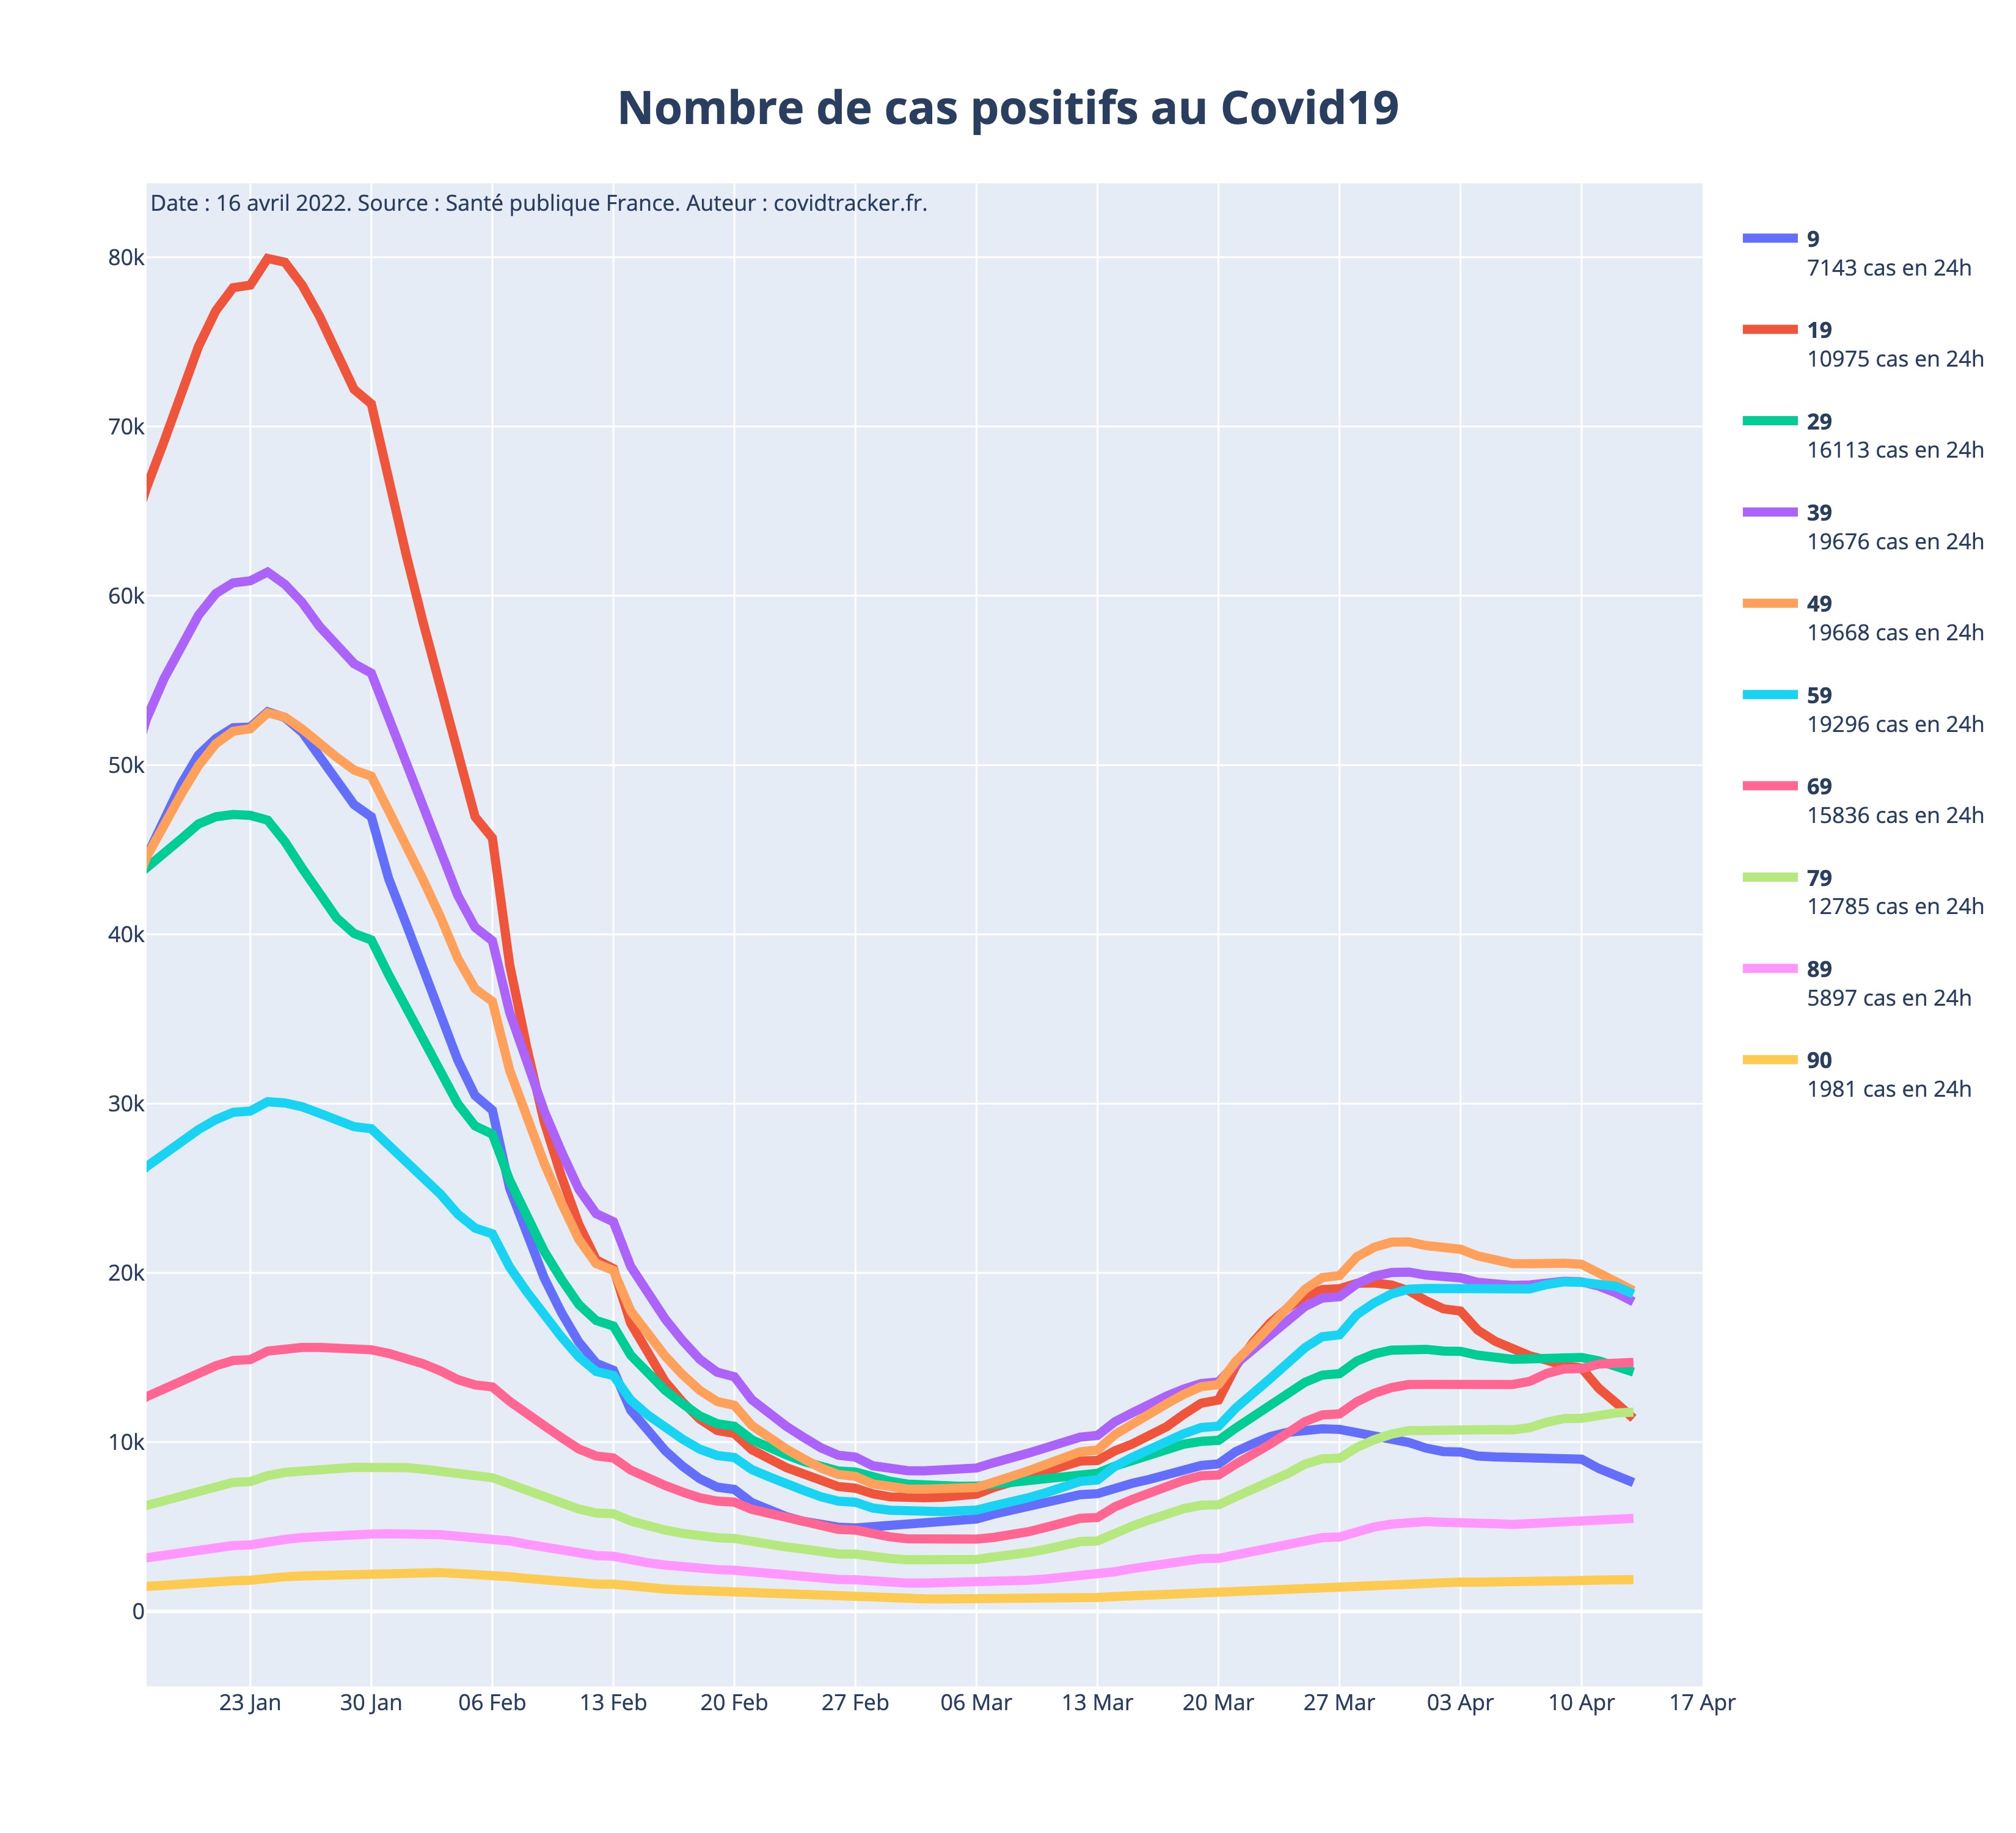 Nombre de cas positifs au Covid19
Date : 16 avril 2022. Source : Santé publique France. Auteur : covidtracker.fr.
80k
70k
60k
50k
40k
30k
20k
10k
0
23 Jan
30 Jan
06 Feb
13 Feb
20 Feb
27 Feb
06 Mar
13 Mar
20 Mar
27 Mar
03 Apr
10 Apr
17 Apr
9
7143 cas en 24h
19
10975 cas en 24h
29
16113 cas en 24h
39
19676 cas en 24h
49
19668 cas en 24h
59
19296 cas en 24h
69
15836 cas en 24h
79
12785 cas en 24h
89
5897 cas en 24h
90
1981 cas en 24h